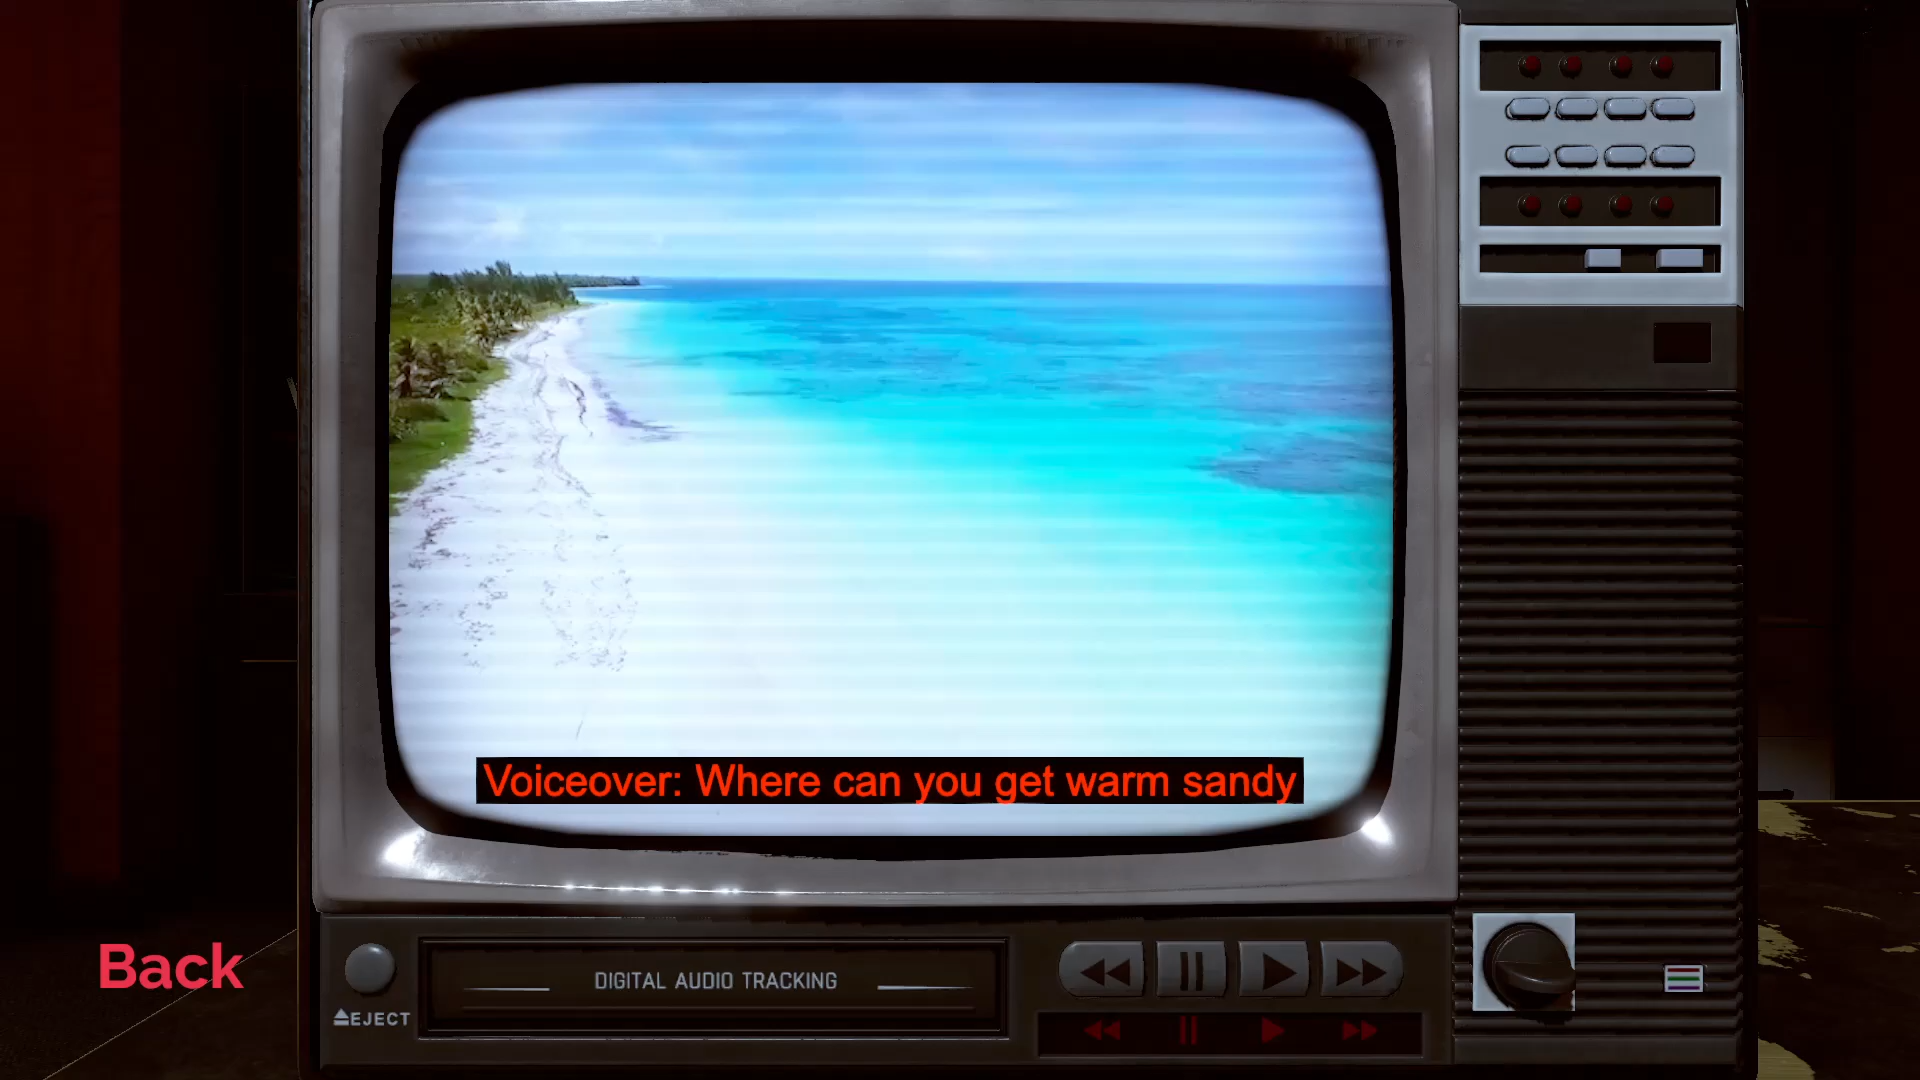 Voiceover: Where can you get warm sandy
Back
DIGITAL AUDIO TRACKING
EJECT